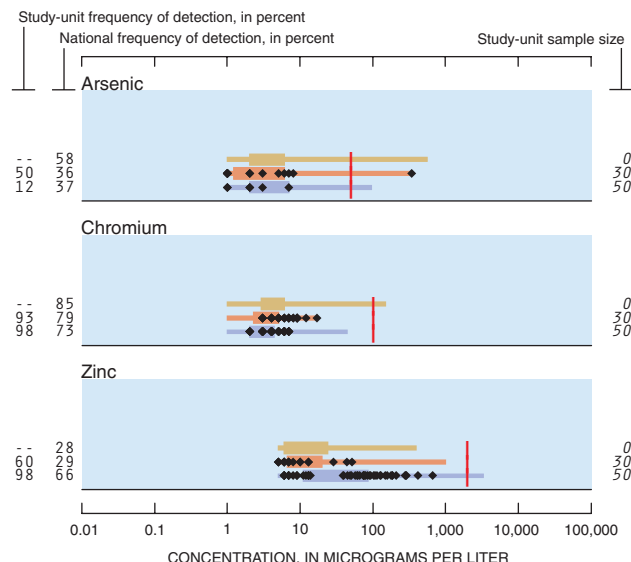 Study-unit frequency of detection, in percent
National frequency of detection, in percent
Study-unit sample size
Arsenic
-- 58 0
50 36 30
12 37 50
Chromium
-- 85 0
93 79 30
98 73 50
Zinc
-- 28 0
60 29 30
98 66 50
0.01 0.1 1 10 100 1,000 10,000 100,000
CONCENTRATION, IN MICROGRAMS PER LITER